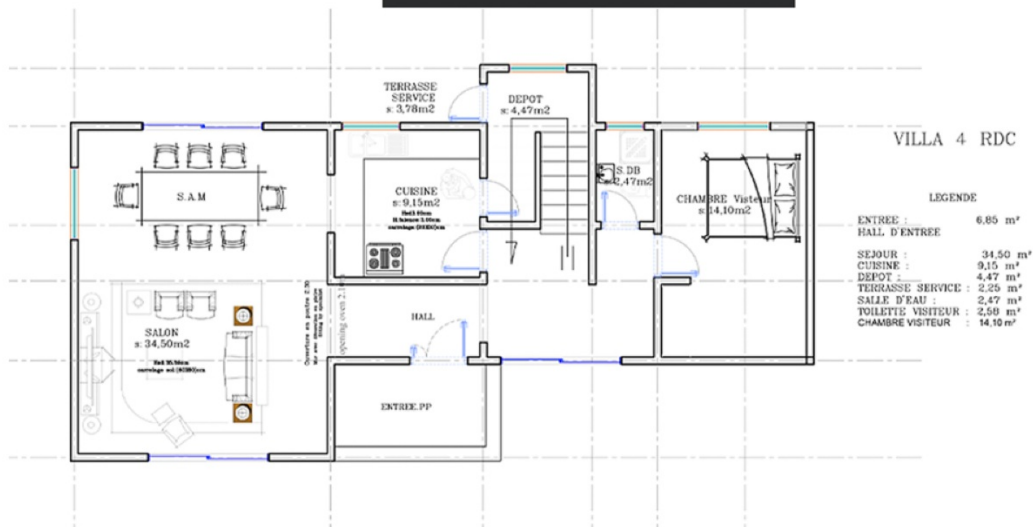 TERRASSE
SERVICE
s: 3,78m2
DEPOT
s: 4,47m2
S.A.M
CUISINE
s: 9,15m2
S.DB
2,47m2
CHAMBRE Visiteur
s: 14,10m2
SALON
s: 34,50m2
HALL
opening oven
ENTREE.PP
VILLA 4 RDC
LEGENDE
ENTREE : 6,85 m²
HALL D'ENTREE
SEJOUR : 34,50 m²
CUISINE : 9,15 m²
DEPOT : 4,47 m²
TERRASSE SERVICE : 2,25 m²
SALLE D'EAU : 2,47 m²
TOILETTE VISITEUR : 2,58 m²
CHAMBRE VISITEUR : 14,10 m²